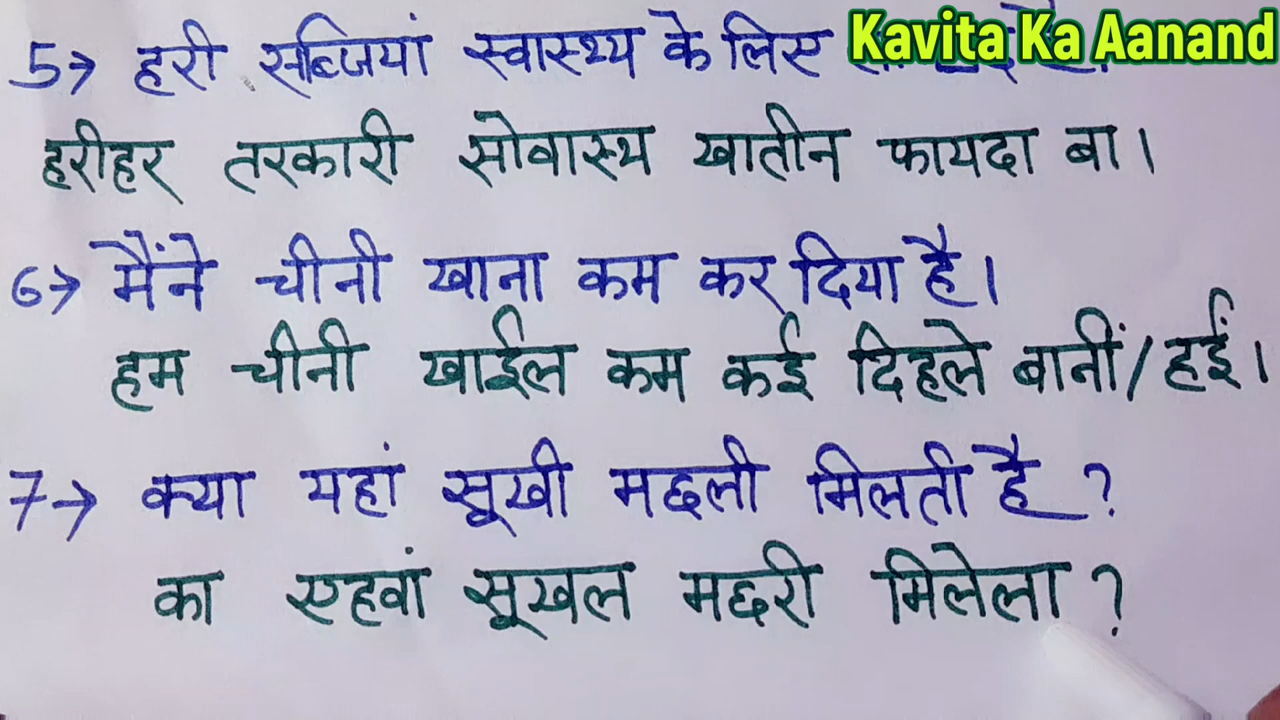 Kavita Ka Aanand
5→ हरी सब्जियां स्वास्थ्य के लिए
हरीहर तरकारी सोवास्थ खातीन फायदा बा।
6→ मैंने चीनी खाना कम कर दिया है।
हम चीनी खाईल कम कई दिहले बानीं/हईं।
7→ क्या यहां सूखी मछली मिलती है ?
का एहवां सूखल मछरी मिलेला ?